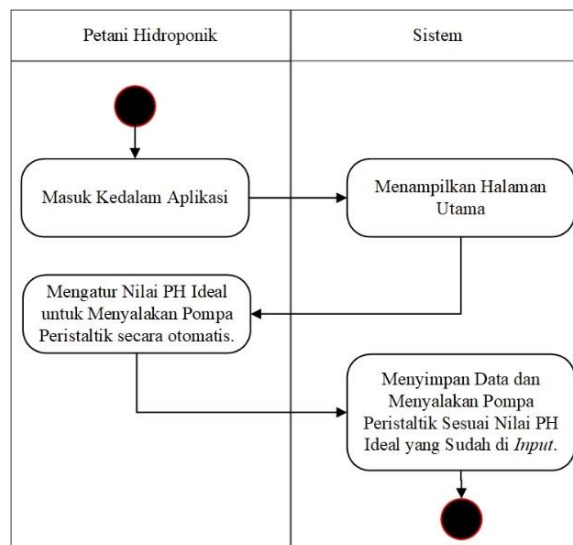 Petani Hidroponik
Sistem
Masuk Kedalam Aplikasi
Menampilkan Halaman
Utama
Mengatur Nilai PH Ideal
untuk Menyalakan Pompa
Peristaltik secara otomatis.
Menyimpan Data dan
Menyalakan Pompa
Peristaltik Sesuai Nilai PH
Ideal yang Sudah di Input.